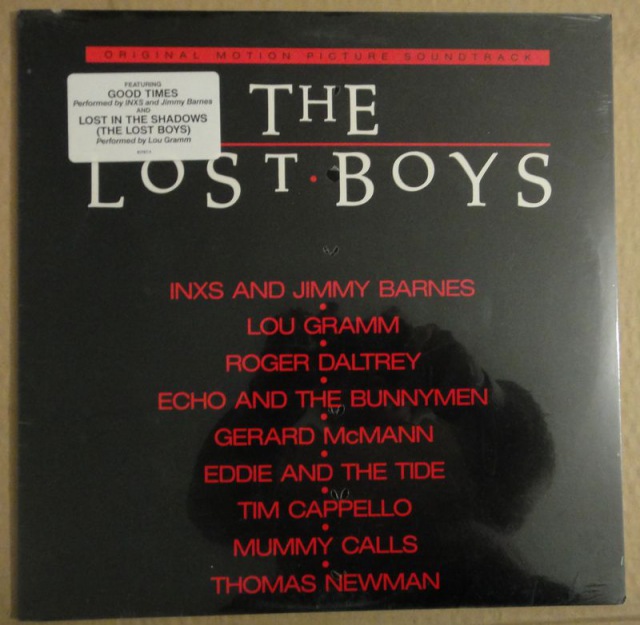 ORIGINAL MOTION PICTURE SOUNDTRACK
FEATURING
GOOD TIMES
Performed by INXS and Jimmy Barnes
AND
LOST IN THE SHADOWS
(THE LOST BOYS)
Performed by Lou Gramm
THE
LOST · BOYS
INXS AND JIMMY BARNES
•
LOU GRAMM
•
ROGER DALTREY
•
ECHO AND THE BUNNYMEN
•
GERARD McMANN
•
EDDIE AND THE TIDE
•
TIM CAPPELLO
•
MUMMY CALLS
•
THOMAS NEWMAN